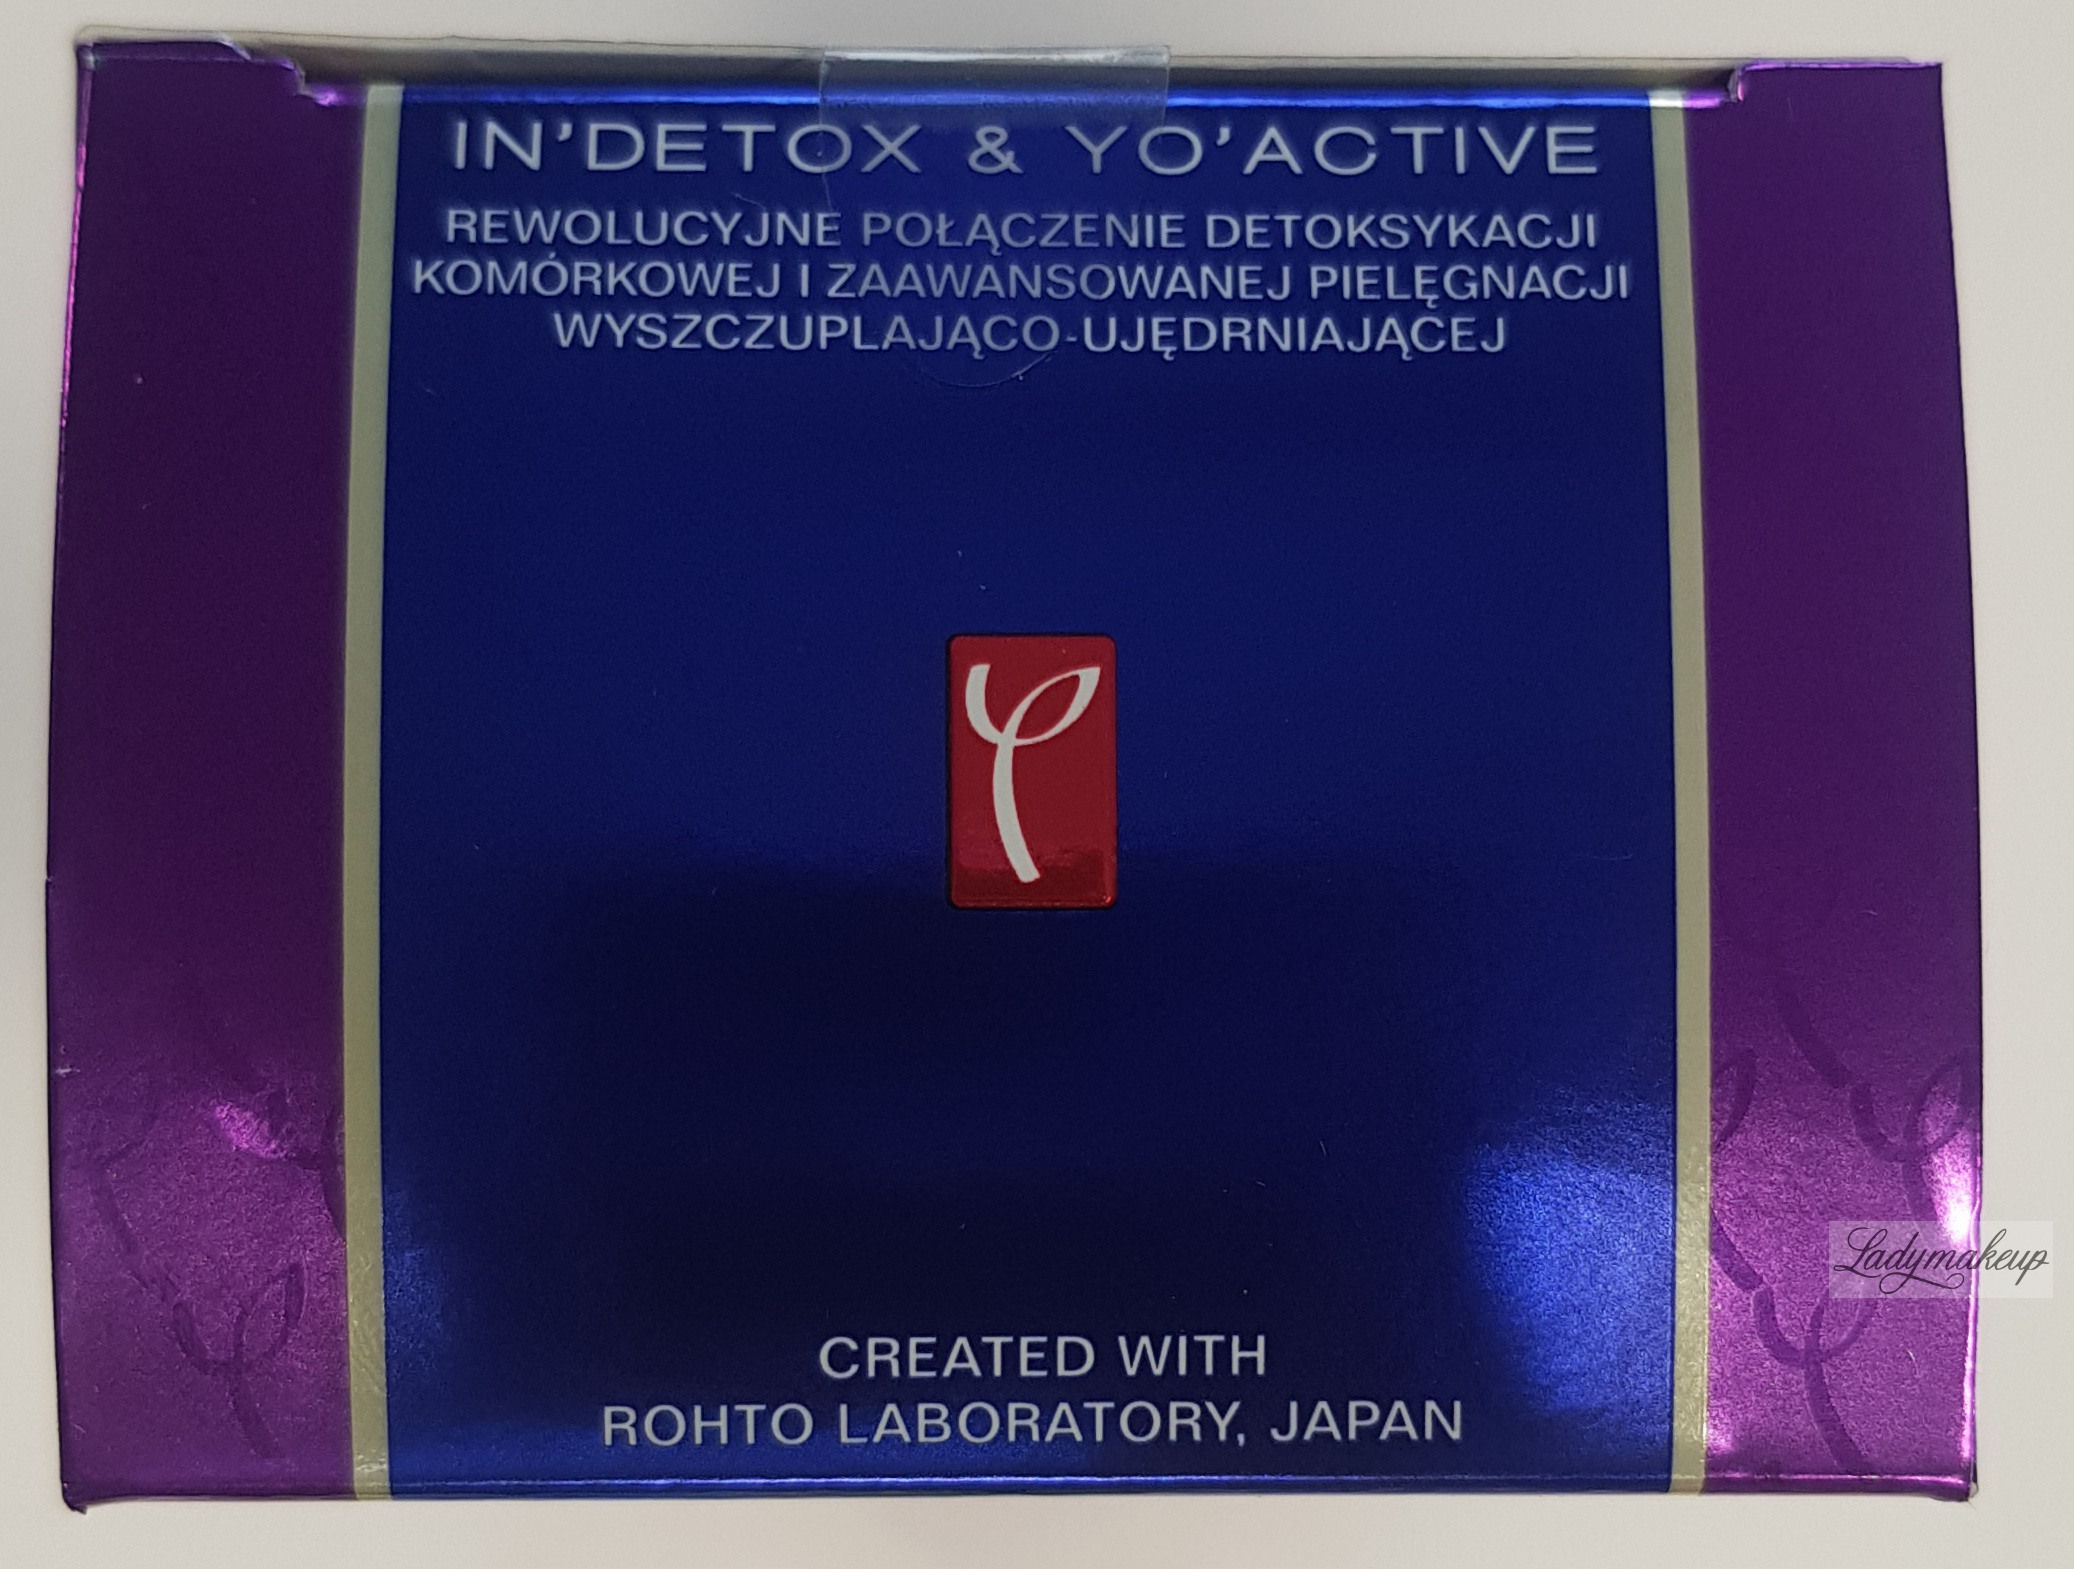 IN'DETOX & YO'ACTIVE
REWOLUCYJNE POŁĄCZENIE DETOKSYKACJI
KOMÓRKOWEJ I ZAAWANSOWANEJ PIELĘGNACJI
WYSZCZUPLAJĄCO-UJĘDRNIAJĄCEJ
CREATED WITH
ROHTO LABORATORY, JAPAN
Ladymakeup